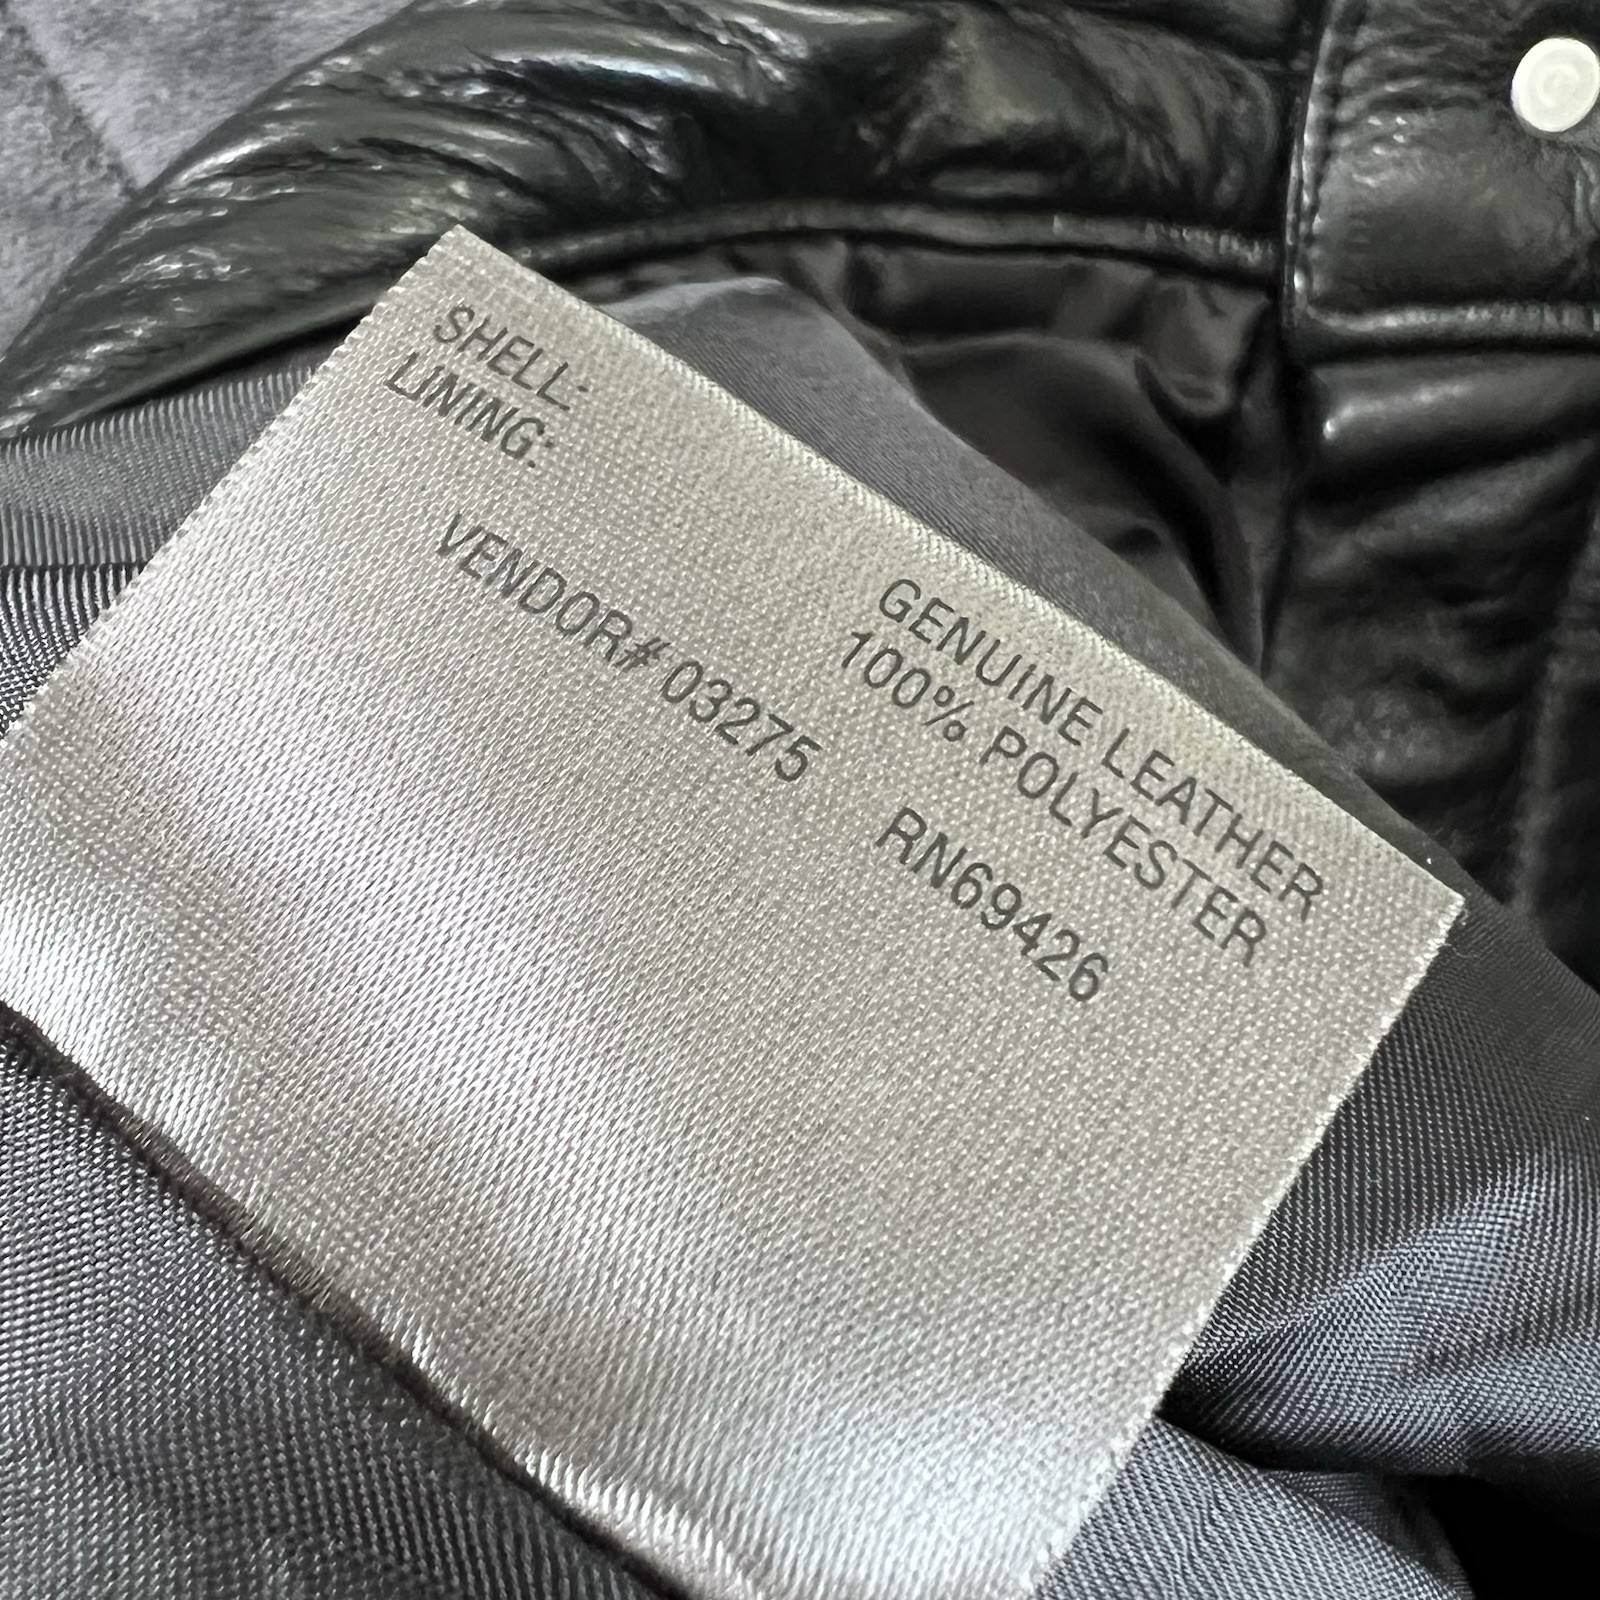 SHELL: GENUINE LEATHER
LINING: 100% POLYESTER
VENDOR# 03275 RN69426